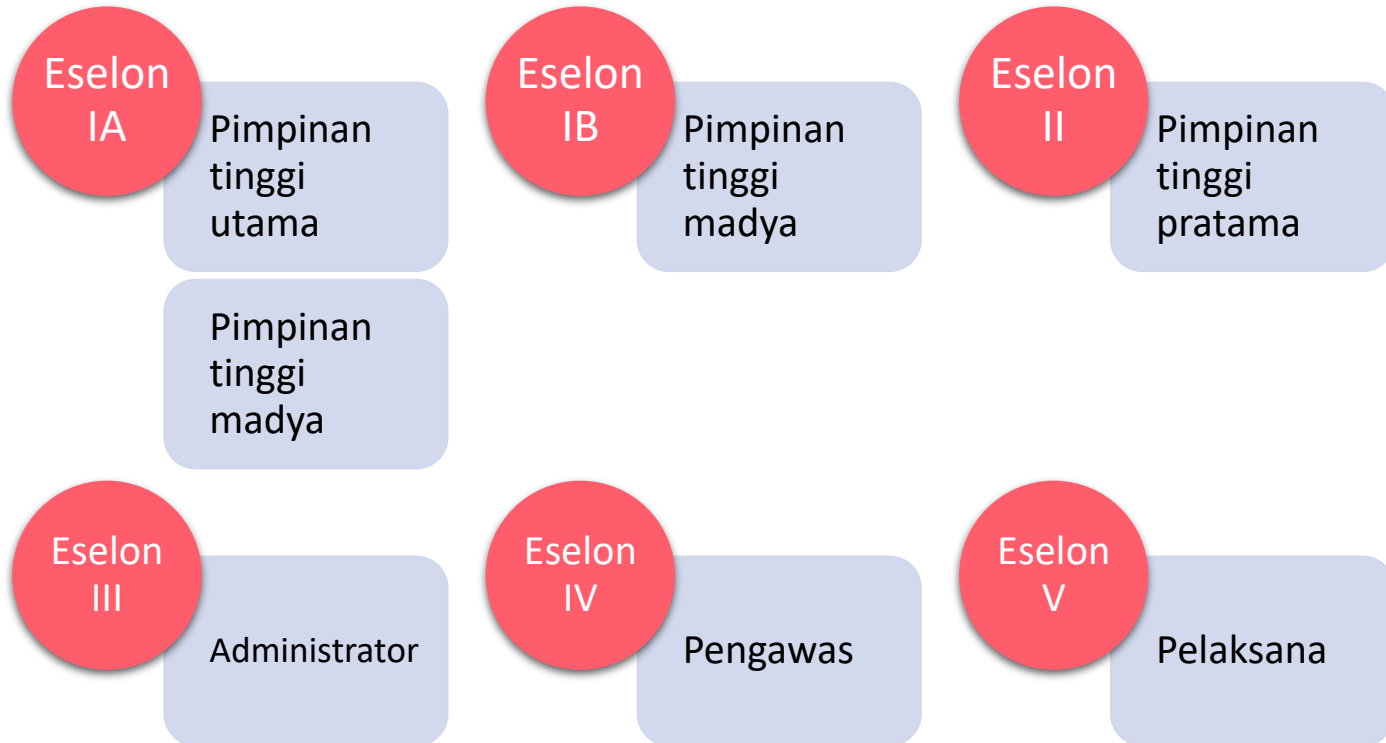 Eselon
IA
Pimpinan
tinggi
utama
Pimpinan
tinggi
madya
Eselon
IB
Pimpinan
tinggi
madya
Eselon
II
Pimpinan
tinggi
pratama
Eselon
III
Administrator
Eselon
IV
Pengawas
Eselon
V
Pelaksana